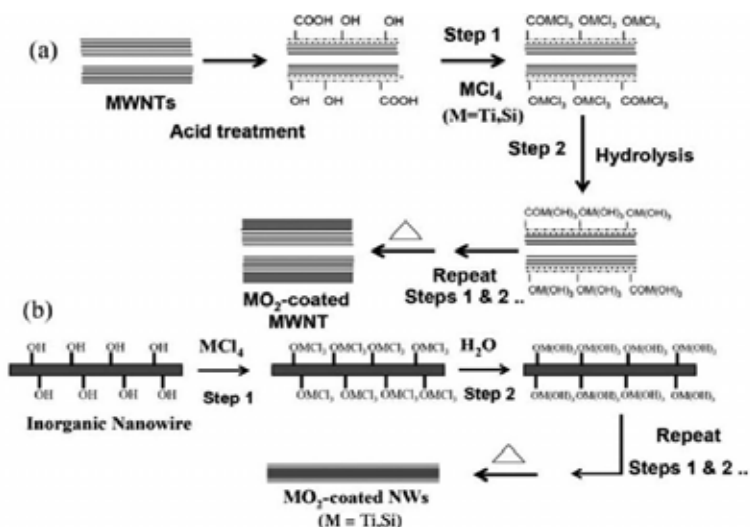 (a)
MWNTs
Acid treatment
COOH OH OH
OH OH COOH
Step 1
MCl₄
(M=Ti,Si)
COMCl₃ OMCl₃ OMCl₃
OMCl₃ OMCl₃ COMCl₃
Step 2
Hydrolysis
COM(OH)₃ OM(OH)₃ OM(OH)₃
OM(OH)₃ OM(OH)₃ COM(OH)₃
Repeat
Steps 1 & 2 ..
MO₂-coated
MWNT
(b)
OH OH OH OH
OH OH OH OH
Inorganic Nanowire
MCl₄
Step 1
OMCl₃ OMCl₃ OMCl₃ OMCl₃
OMCl₃ OMCl₃ OMCl₃ OMCl₃
H₂O
Step 2
OM(OH)₃ OM(OH)₃ OM(OH)₃ OM(OH)₃
OM(OH)₃ OM(OH)₃ OM(OH)₃ OM(OH)₃
Repeat
Steps 1 & 2 ..
MO₂-coated NWs
(M = Ti,Si)